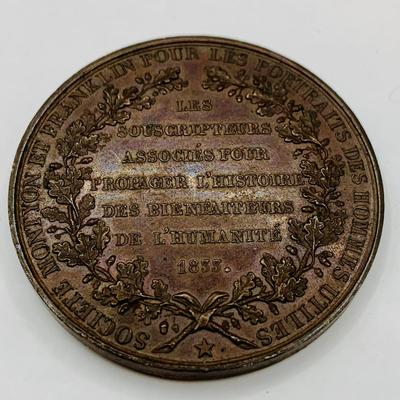 SOCIETE MONTYON ET FRANKLIN POUR LES PORTRAITS DES HOMMES UTILES
LES
SOUSCRIPTEURS
ASSOCIÉS POUR
PROPAGER L'HISTOIRE
DES BIENFAITEURS
DE L'HUMANITÉ
1833.